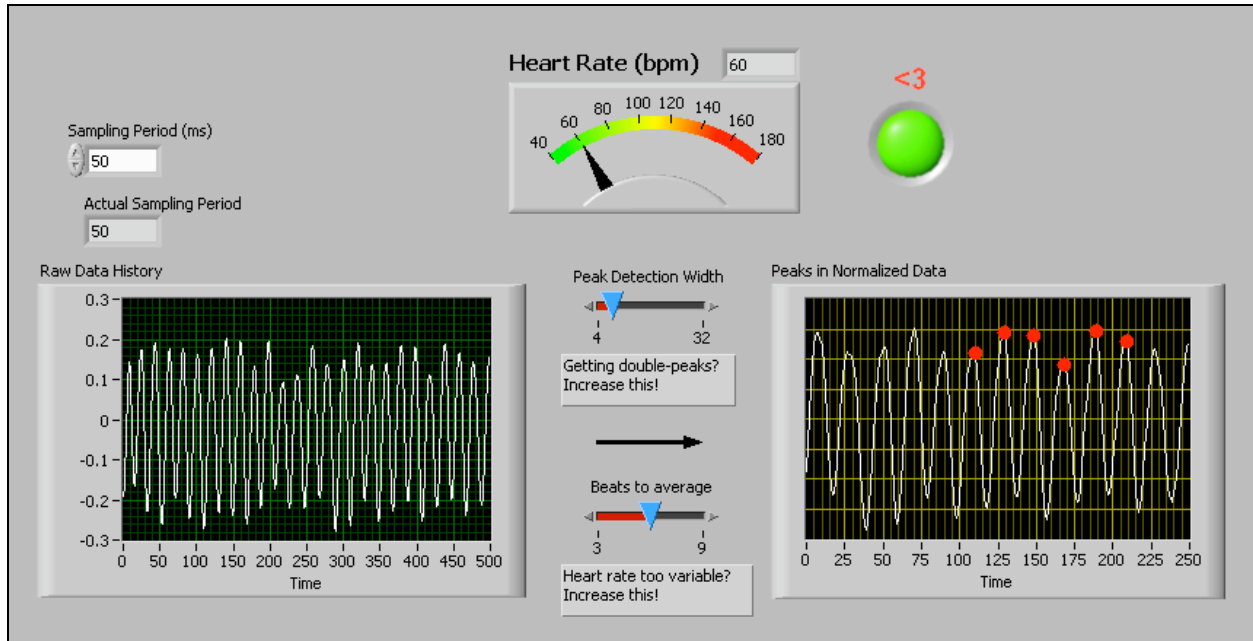 Heart Rate (bpm) 60
<3
40 60 80 100 120 140 160 180
Sampling Period (ms)
50
Actual Sampling Period
50
Raw Data History
0.3
0.2
0.1
0
-0.1
-0.2
-0.3
0 50 100 150 200 250 300 350 400 450 500
Time
Peak Detection Width
4 32
Getting double-peaks?
Increase this!
Beats to average
3 9
Heart rate too variable?
Increase this!
Peaks in Normalized Data
0 25 50 75 100 125 150 175 200 225 250
Time